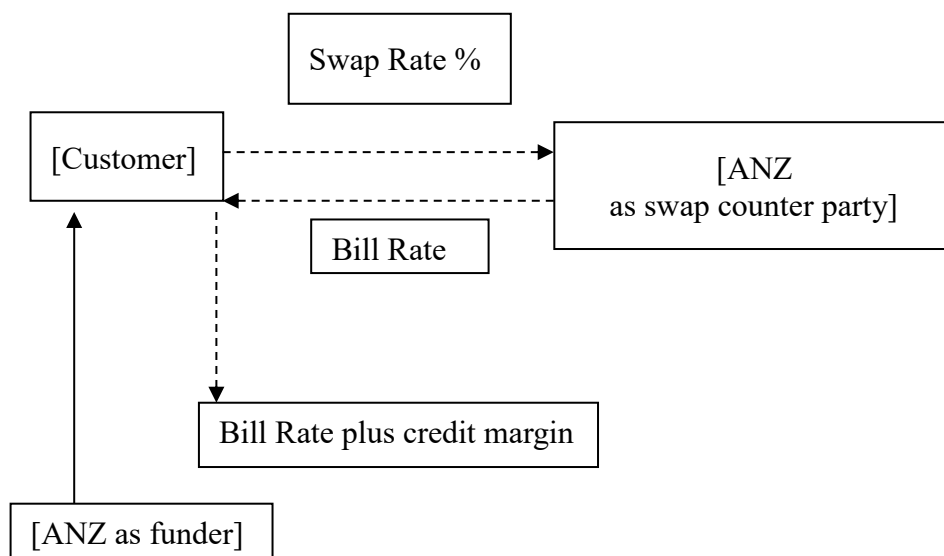 Swap Rate %
[Customer]
[ANZ
as swap counter party]
Bill Rate
Bill Rate plus credit margin
[ANZ as funder]